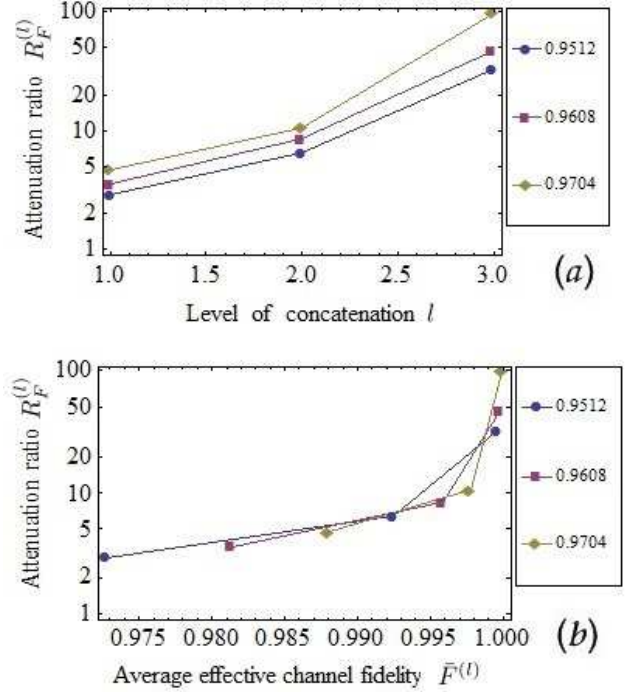 Attenuation ratio R_F^{(l)}
100
50
20
10
5
2
1
1.0 1.5 2.0 2.5 3.0
Level of concatenation l
0.9512
0.9608
0.9704
(a)
Attenuation ratio R_F^{(l)}
100
50
20
10
5
2
1
0.975 0.980 0.985 0.990 0.995 1.000
Average effective channel fidelity F̄^{(l)}
0.9512
0.9608
0.9704
(b)